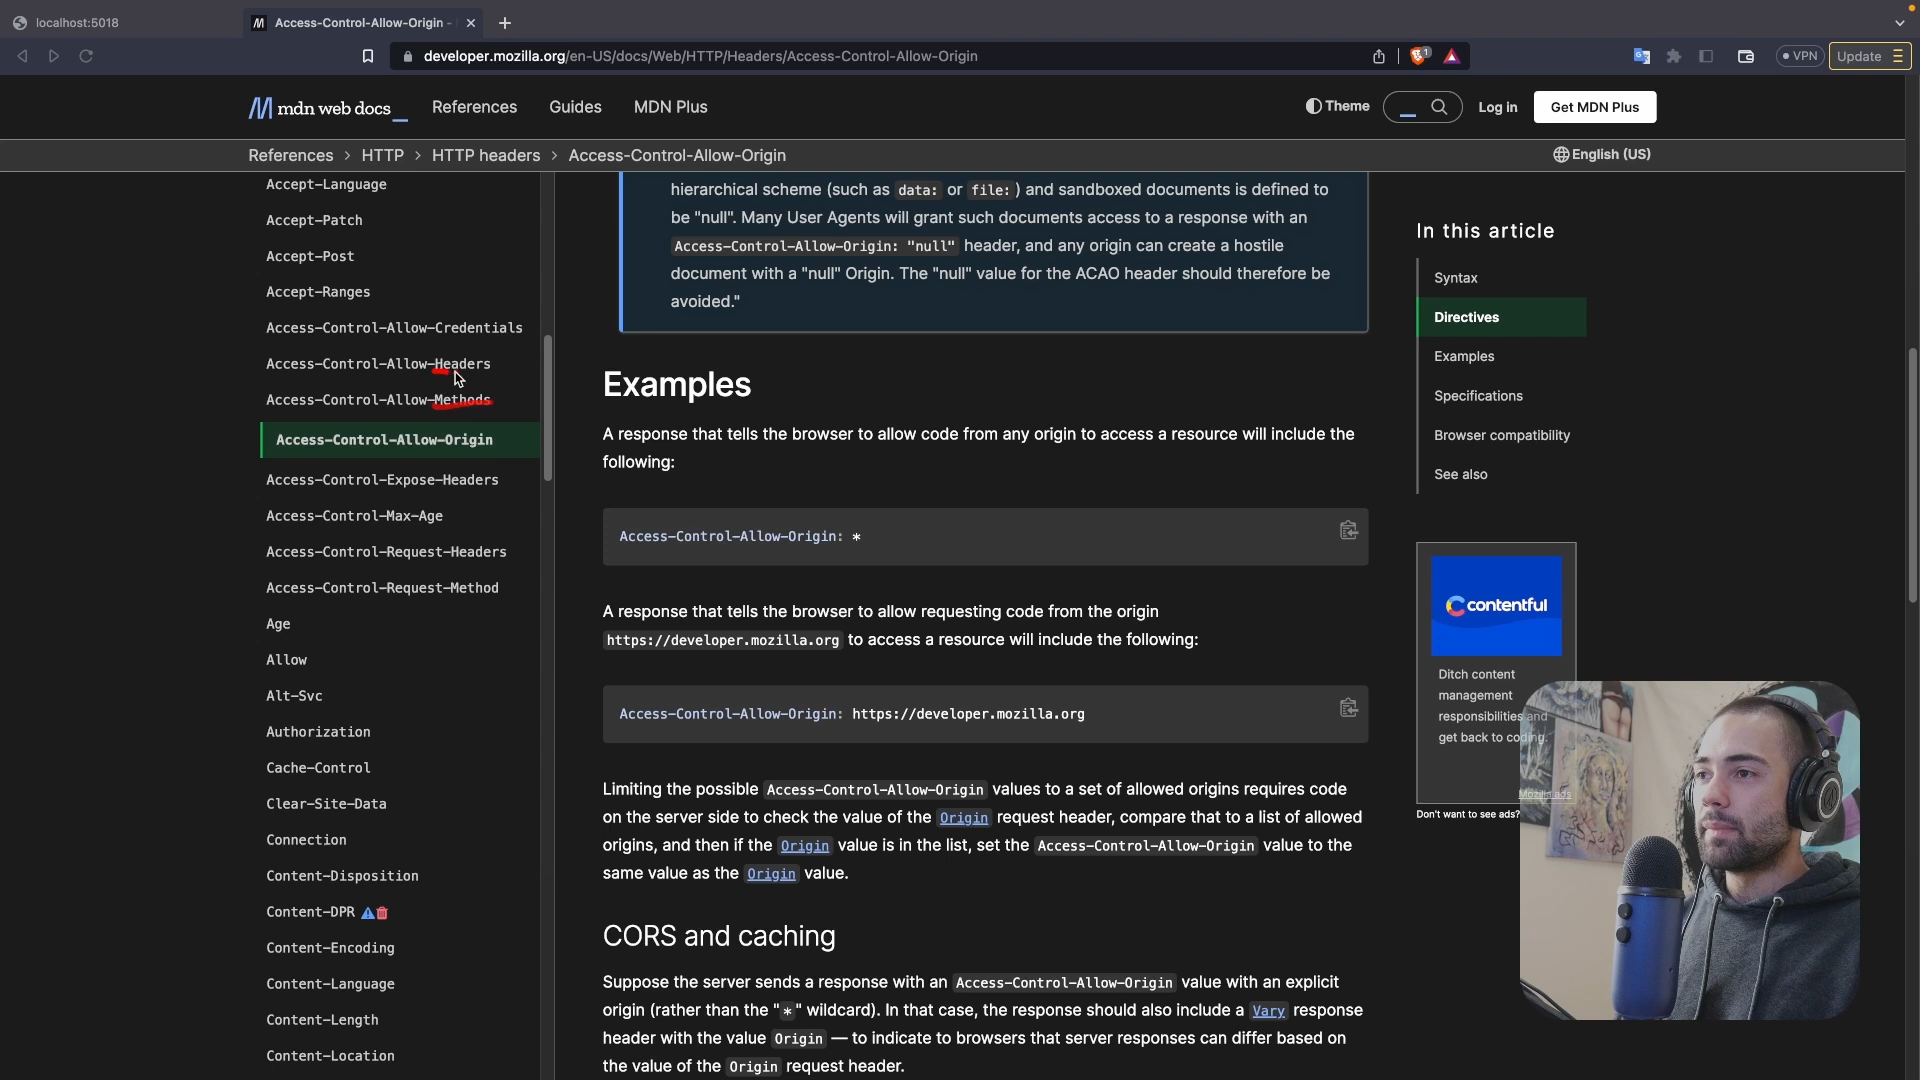 localhost:5018
Access-Control-Allow-Origin -
developer.mozilla.org/en-US/docs/Web/HTTP/Headers/Access-Control-Allow-Origin
1
VPN
Update
mdn web docs_
References
Guides
MDN Plus
Theme
Log in
Get MDN Plus
References > HTTP > HTTP headers > Access-Control-Allow-Origin
English (US)
Accept-Language
Accept-Patch
Accept-Post
Accept-Ranges
Access-Control-Allow-Credentials
Access-Control-Allow-Headers
Access-Control-Allow-Methods
Access-Control-Allow-Origin
Access-Control-Expose-Headers
Access-Control-Max-Age
Access-Control-Request-Headers
Access-Control-Request-Method
Age
Allow
Alt-Svc
Authorization
Cache-Control
Clear-Site-Data
Connection
Content-Disposition
Content-DPR
Content-Encoding
Content-Language
Content-Length
Content-Location
hierarchical scheme (such as data: or file:) and sandboxed documents is defined to
be "null". Many User Agents will grant such documents access to a response with an
Access-Control-Allow-Origin: "null" header, and any origin can create a hostile
document with a "null" Origin. The "null" value for the ACAO header should therefore be
avoided."
Examples
A response that tells the browser to allow code from any origin to access a resource will include the
following:
Access-Control-Allow-Origin: *
A response that tells the browser to allow requesting code from the origin
https://developer.mozilla.org to access a resource will include the following:
Access-Control-Allow-Origin: https://developer.mozilla.org
Limiting the possible Access-Control-Allow-Origin values to a set of allowed origins requires code
on the server side to check the value of the Origin request header, compare that to a list of allowed
origins, and then if the Origin value is in the list, set the Access-Control-Allow-Origin value to the
same value as the Origin value.
CORS and caching
Suppose the server sends a response with an Access-Control-Allow-Origin value with an explicit
origin (rather than the "*" wildcard). In that case, the response should also include a Vary response
header with the value Origin — to indicate to browsers that server responses can differ based on
the value of the Origin request header.
In this article
Syntax
Directives
Examples
Specifications
Browser compatibility
See also
contentful
Ditch content
management
responsibilities and
get back to coding.
Mozilla ads
Don't want to see ads?